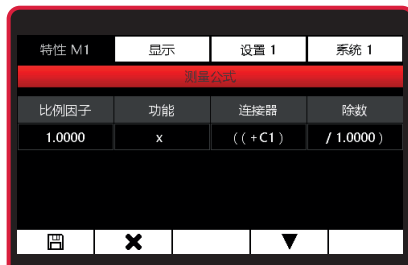 特性 M1 显示 设置 1 系统 1
测量公式
比例因子 功能 连接器 除数
1.0000 x ( ( +C1 ) / 1.0000 )